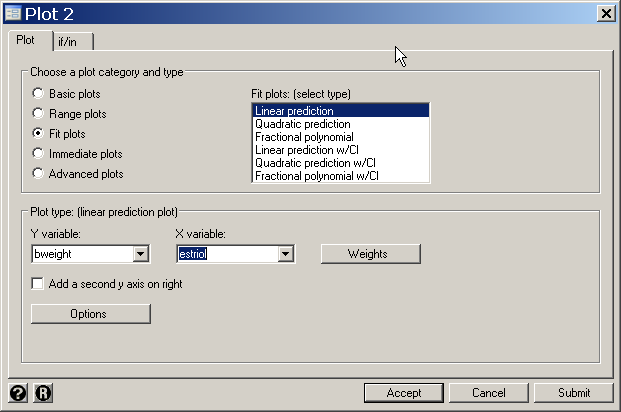 Plot 2
Plot
if/in
Choose a plot category and type
Basic plots
Range plots
Fit plots
Immediate plots
Advanced plots
Fit plots: (select type)
Linear prediction
Quadratic prediction
Fractional polynomial
Linear prediction w/CI
Quadratic prediction w/CI
Fractional polynomial w/CI
Plot type: (linear prediction plot)
Y variable:
X variable:
bweight
estriol
Weights
Add a second y axis on right
Options
?
R
Accept
Cancel
Submit